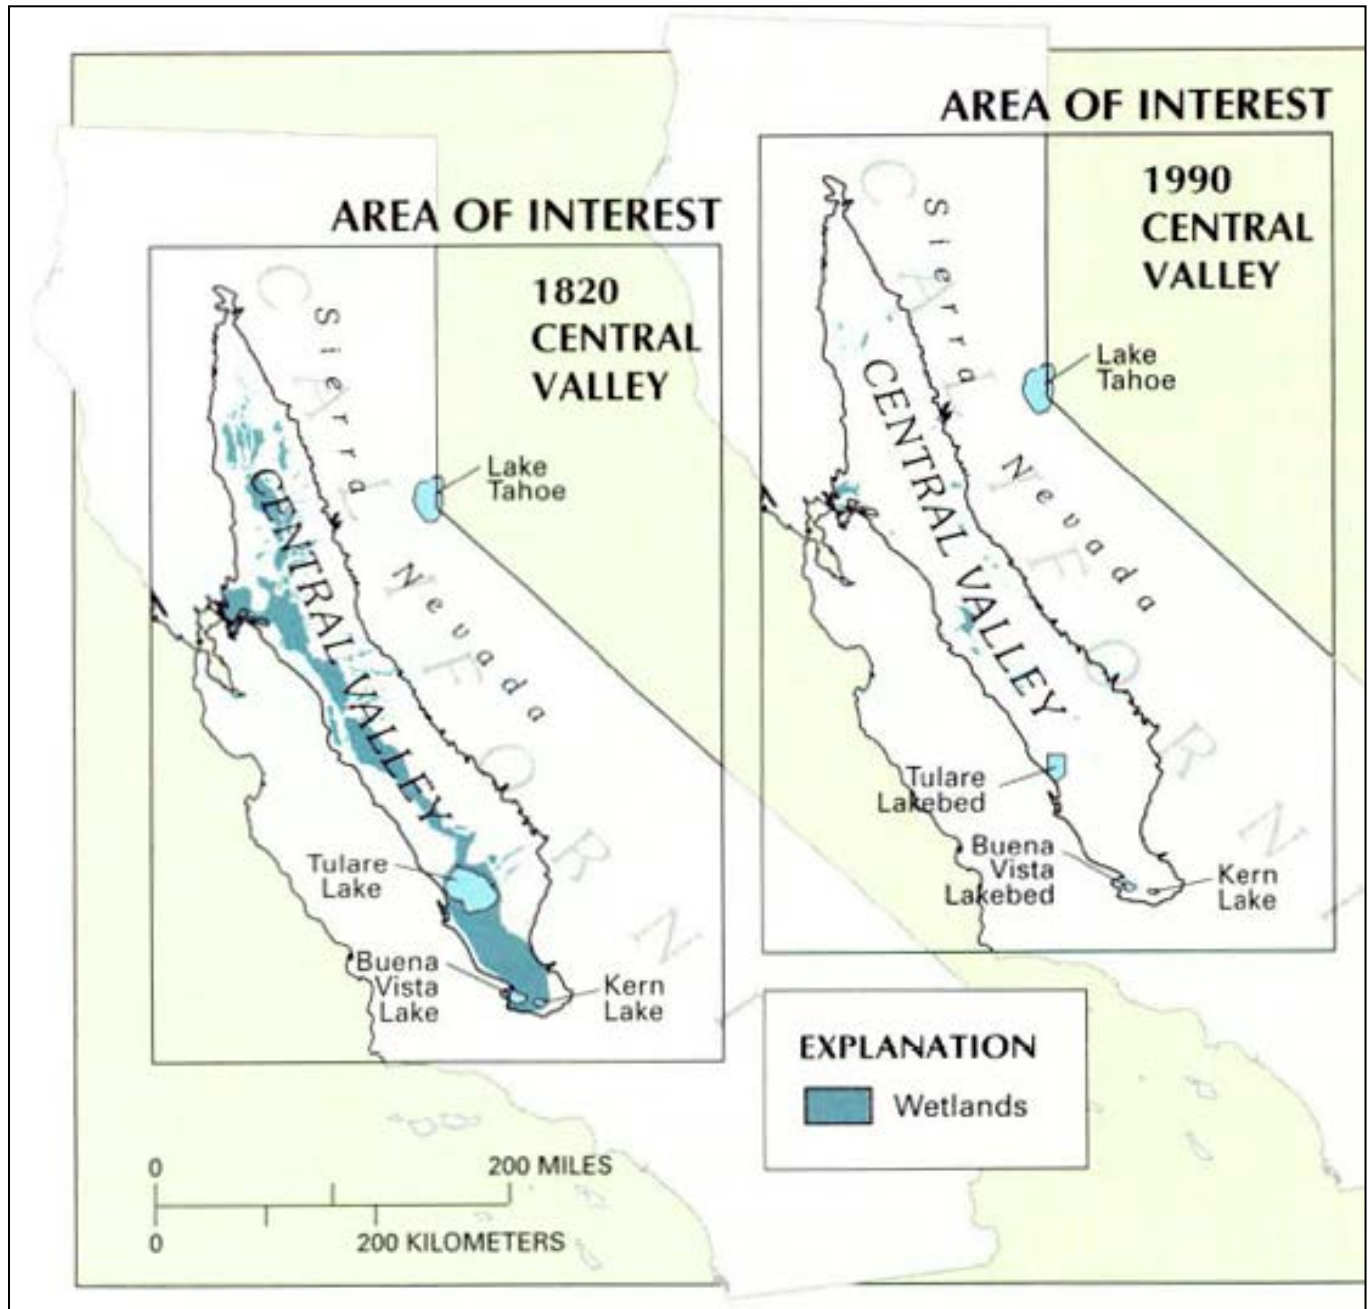 AREA OF INTEREST
1820
CENTRAL
VALLEY
CALIFORNI
Sierra Nevada
CENTRAL VALLEY
Lake
Tahoe
Tulare
Lake
Buena
Vista
Lake
Kern
Lake
AREA OF INTEREST
1990
CENTRAL
VALLEY
CALIFORNI
Sierra Nevada
CENTRAL VALLEY
Lake
Tahoe
Tulare
Lakebed
Buena
Vista
Lakebed
Kern
Lake
EXPLANATION
Wetlands
0 200 MILES
0 200 KILOMETERS